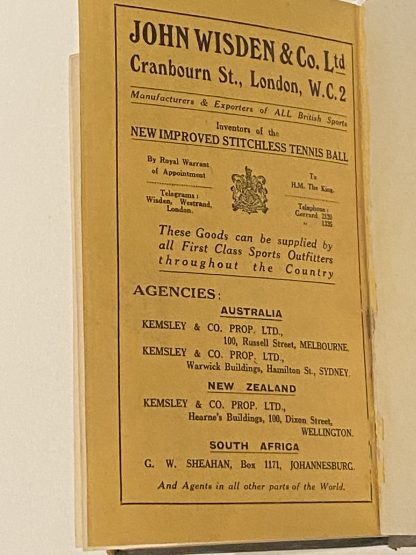 JOHN WISDEN & Co. Ltd
Cranbourn St., London, W.C.2
Manufacturers & Exporters of ALL British Sports
Inventors of the
NEW IMPROVED STITCHLESS TENNIS BALL
By Royal Warrant
of Appointment
To
H.M. The King.
Telegrams:
Wisden, Westrand,
London.
Telephone:
Gerrard 2120
These Goods can be supplied by
all First Class Sports Outfitters
throughout the Country
AGENCIES:
AUSTRALIA
KEMSLEY & CO. PROP. LTD.,
100, Russell Street, MELBOURNE.
KEMSLEY & CO. PROP. LTD.,
Warwick Buildings, Hamilton St., SYDNEY.
NEW ZEALAND
KEMSLEY & CO. PROP. LTD.,
Hearne's Buildings, 100, Dixon Street,
WELLINGTON.
SOUTH AFRICA
G. W. SHEAHAN, Box 1171, JOHANNESBURG.
And Agents in all other parts of the World.